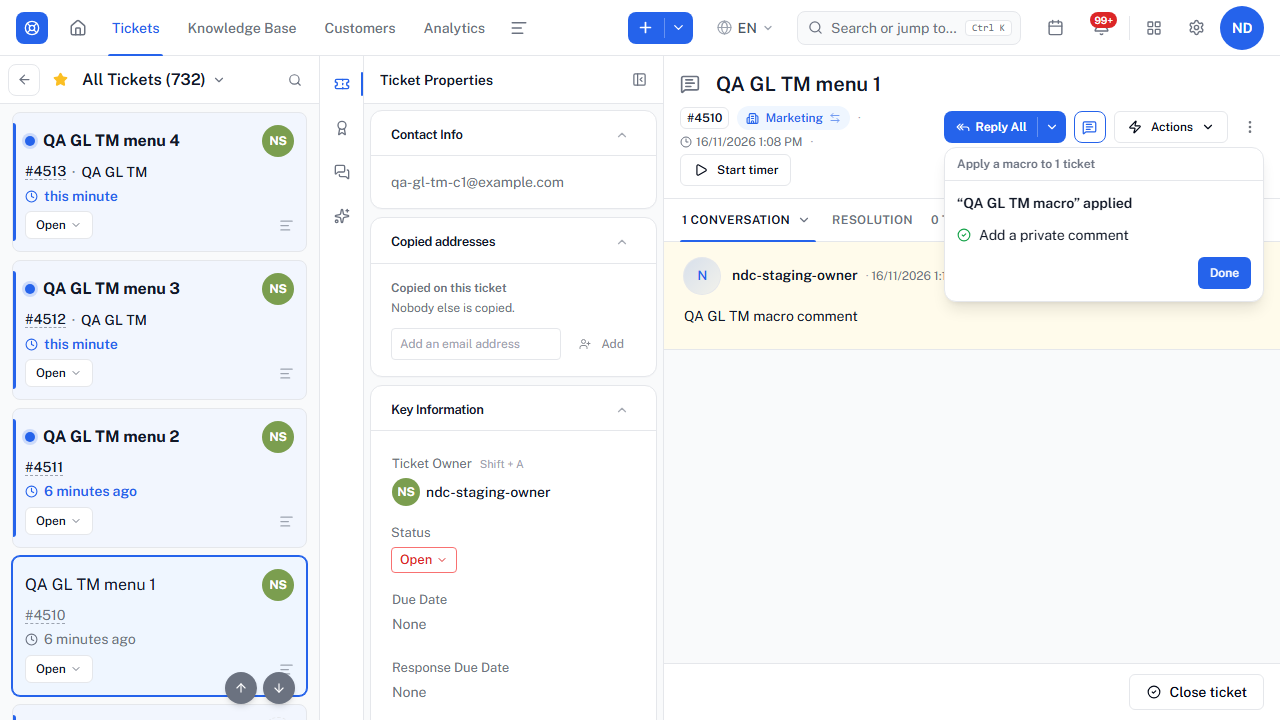 Tickets
Knowledge Base
Customers
Analytics
EN
Search or jump to...
Ctrl K
99+
ND
All Tickets (732)
QA GL TM menu 4
NS
#4513 · QA GL TM
this minute
Open
QA GL TM menu 3
NS
#4512 · QA GL TM
this minute
Open
QA GL TM menu 2
NS
#4511
6 minutes ago
Open
QA GL TM menu 1
NS
#4510
6 minutes ago
Open
Ticket Properties
Contact Info
qa-gl-tm-c1@example.com
Copied addresses
Copied on this ticket
Nobody else is copied.
Add an email address
Add
Key Information
Ticket Owner Shift + A
NS ndc-staging-owner
Status
Open
Due Date
None
Response Due Date
None
QA GL TM menu 1
#4510
Marketing ·
16/11/2026 1:08 PM ·
Start timer
Reply All
Actions
Apply a macro to 1 ticket
“QA GL TM macro” applied
Add a private comment
Done
1 CONVERSATION
RESOLUTION
N
ndc-staging-owner
· 16/11/2026
QA GL TM macro comment
Close ticket